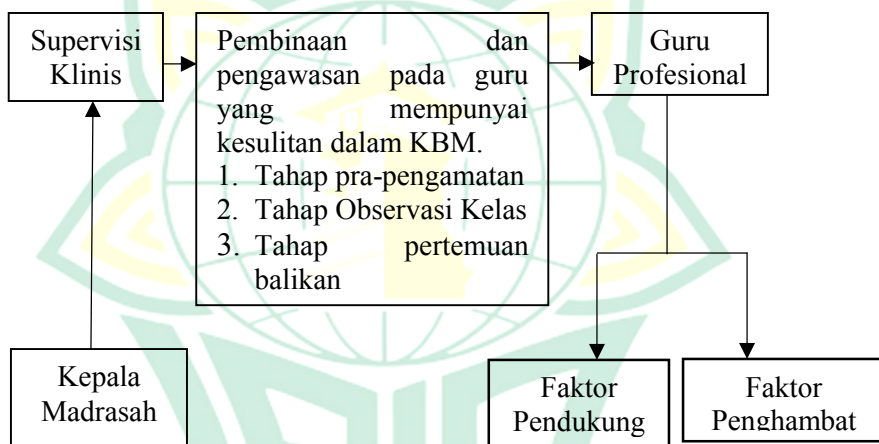 Supervisi
Klinis
Pembinaan dan
pengawasan pada guru
yang mempunyai
kesulitan dalam KBM.
1. Tahap pra-pengamatan
2. Tahap Observasi Kelas
3. Tahap pertemuan
balikan
Guru
Profesional
Kepala
Madrasah
Faktor
Pendukung
Faktor
Penghambat